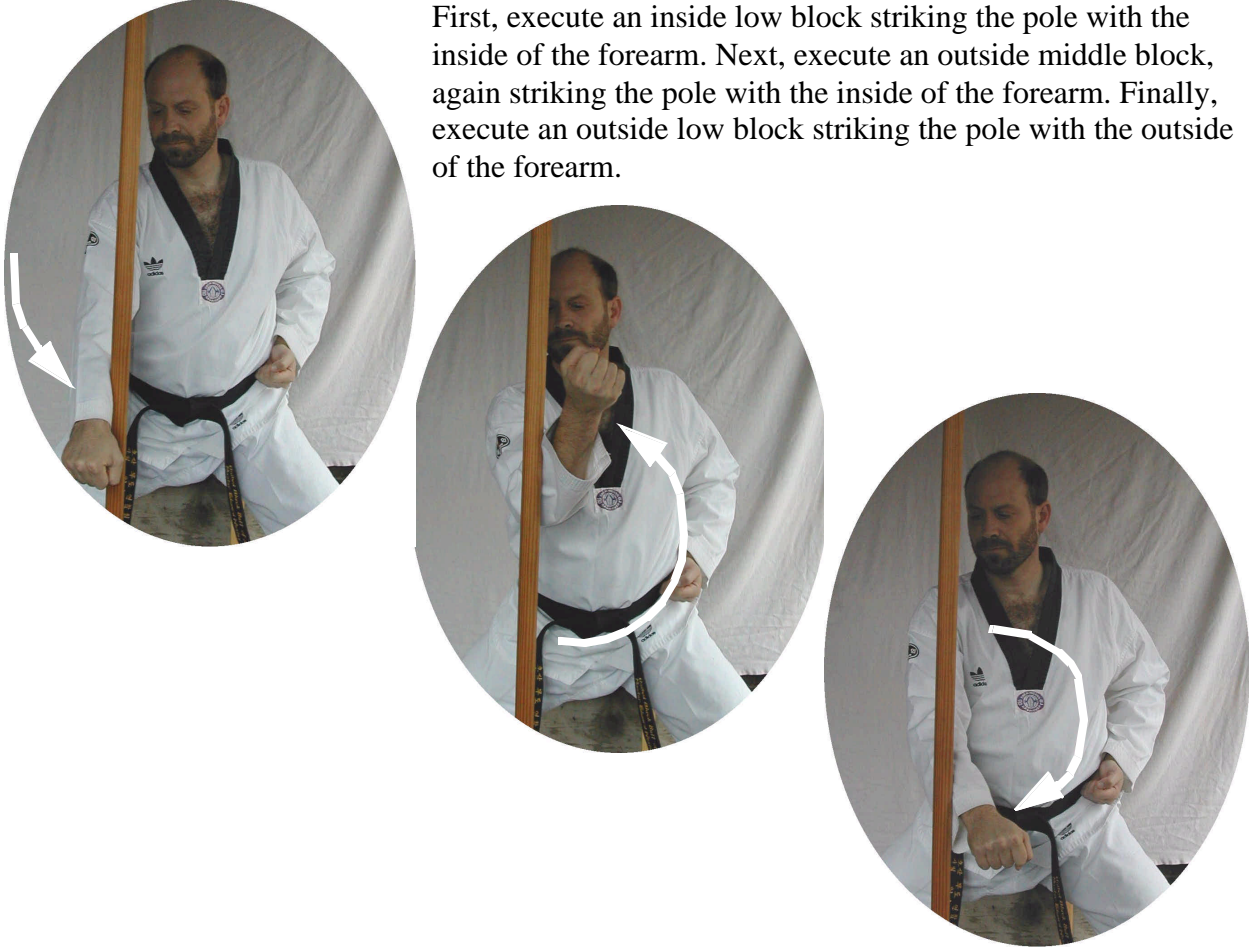 First, execute an inside low block striking the pole with the
inside of the forearm. Next, execute an outside middle block,
again striking the pole with the inside of the forearm. Finally,
execute an outside low block striking the pole with the outside
of the forearm.
adidas
adidas